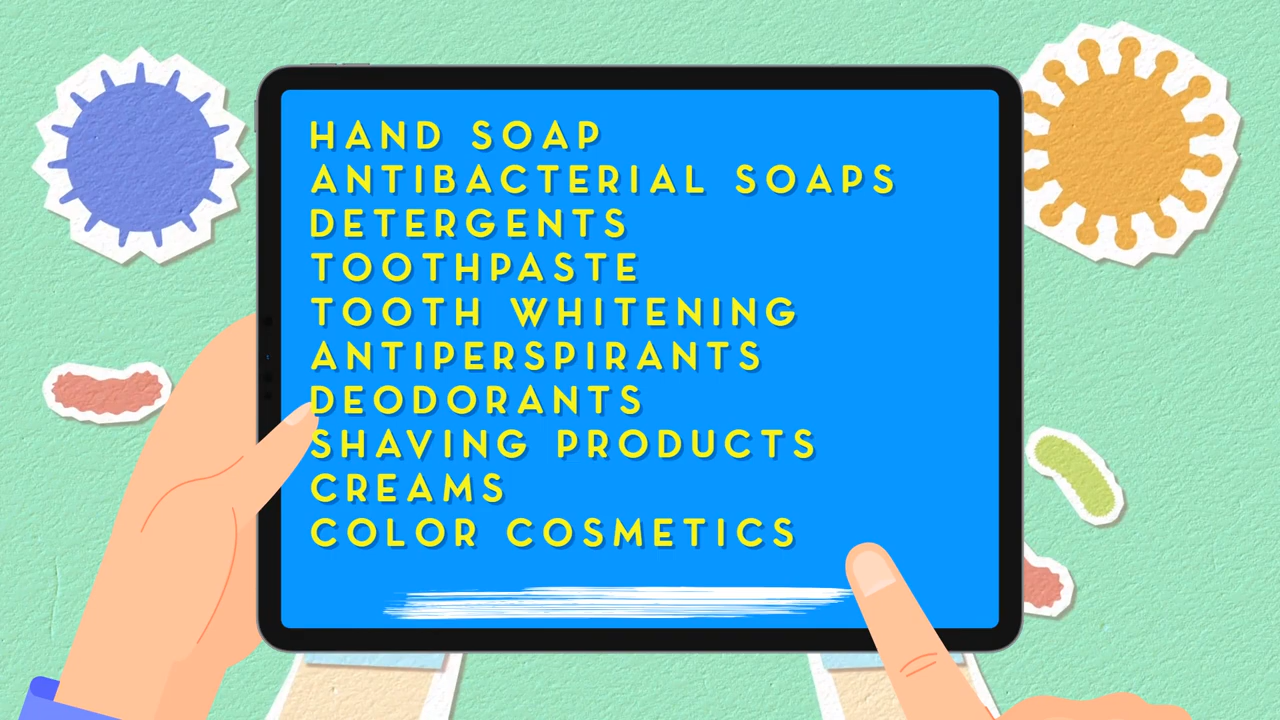 HAND SOAP
ANTIBACTERIAL SOAPS
DETERGENTS
TOOTHPASTE
TOOTH WHITENING
ANTIPERSPIRANTS
DEODORANTS
SHAVING PRODUCTS
CREAMS
COLOR COSMETICS